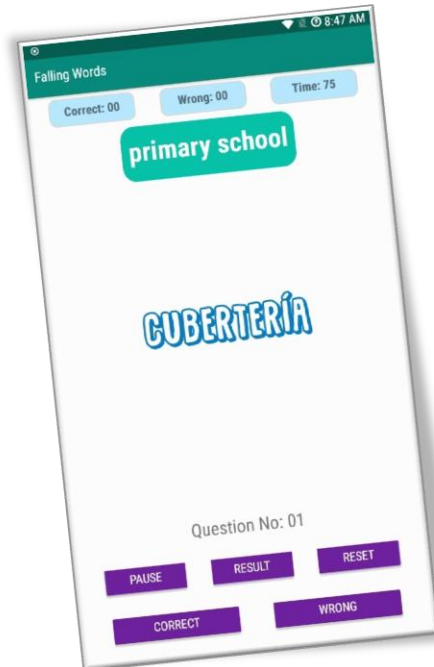 8:47 AM
Falling Words
Correct: 00 Wrong: 00 Time: 75
primary school
CUBERTERÍA
Question No: 01
PAUSE RESULT RESET
CORRECT WRONG